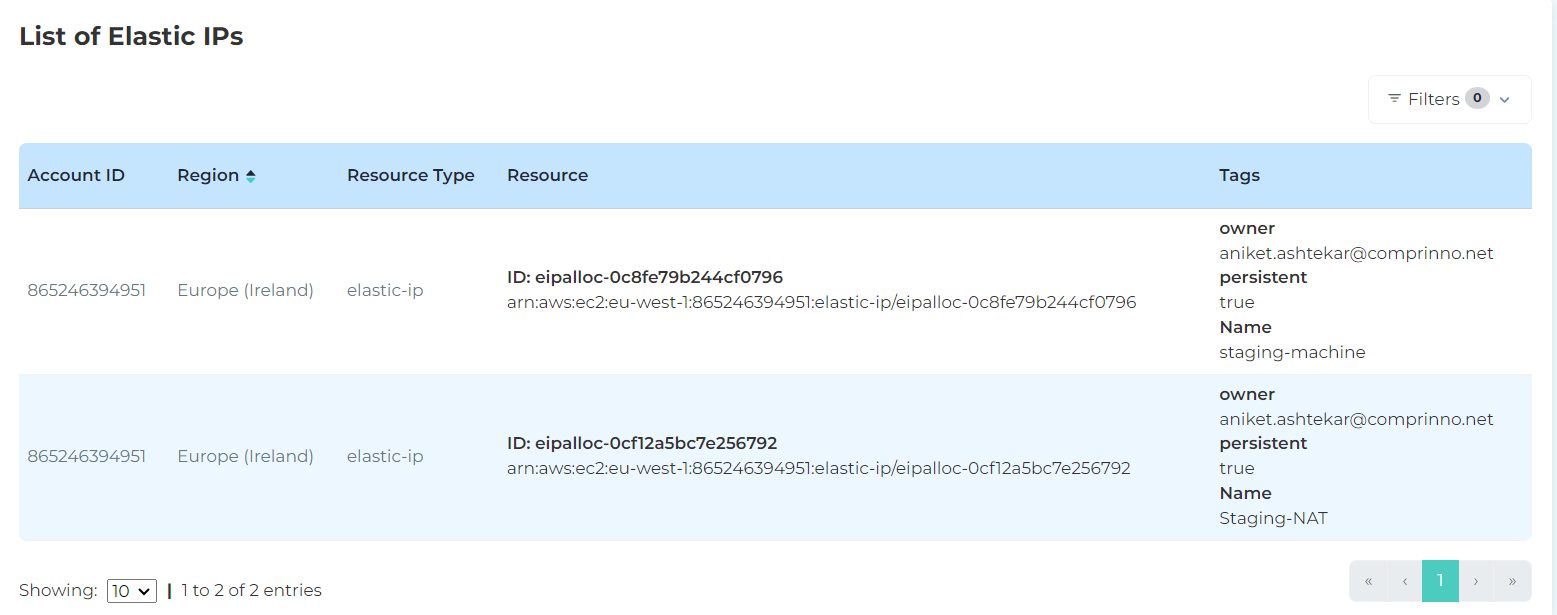 List of Elastic IPs
Filters 0
Account ID Region Resource Type Resource Tags
865246394951 Europe (Ireland) elastic-ip
ID: eipalloc-0c8fe79b244cf0796
arn:aws:ec2:eu-west-1:865246394951:elastic-ip/eipalloc-0c8fe79b244cf0796
owner
aniket.ashtekar@comprinno.net
persistent
true
Name
staging-machine
865246394951 Europe (Ireland) elastic-ip
ID: eipalloc-0cf12a5bc7e256792
arn:aws:ec2:eu-west-1:865246394951:elastic-ip/eipalloc-0cf12a5bc7e256792
owner
aniket.ashtekar@comprinno.net
persistent
true
Name
Staging-NAT
Showing: 10 | 1 to 2 of 2 entries
« ‹ 1 › »